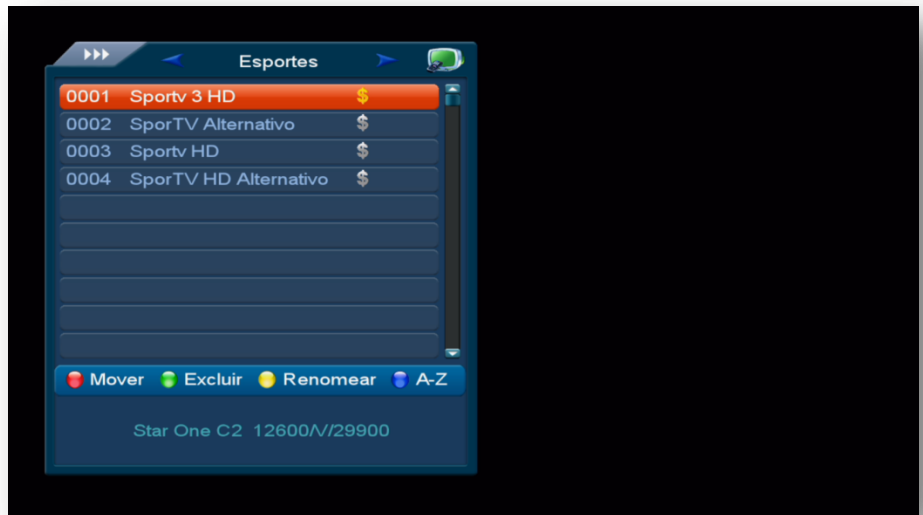 Esportes
0001 Sportv 3 HD $
0002 SporTV Alternativo $
0003 Sportv HD $
0004 SporTV HD Alternativo $
Mover Excluir Renomear A-Z
Star One C2 12600/V/29900